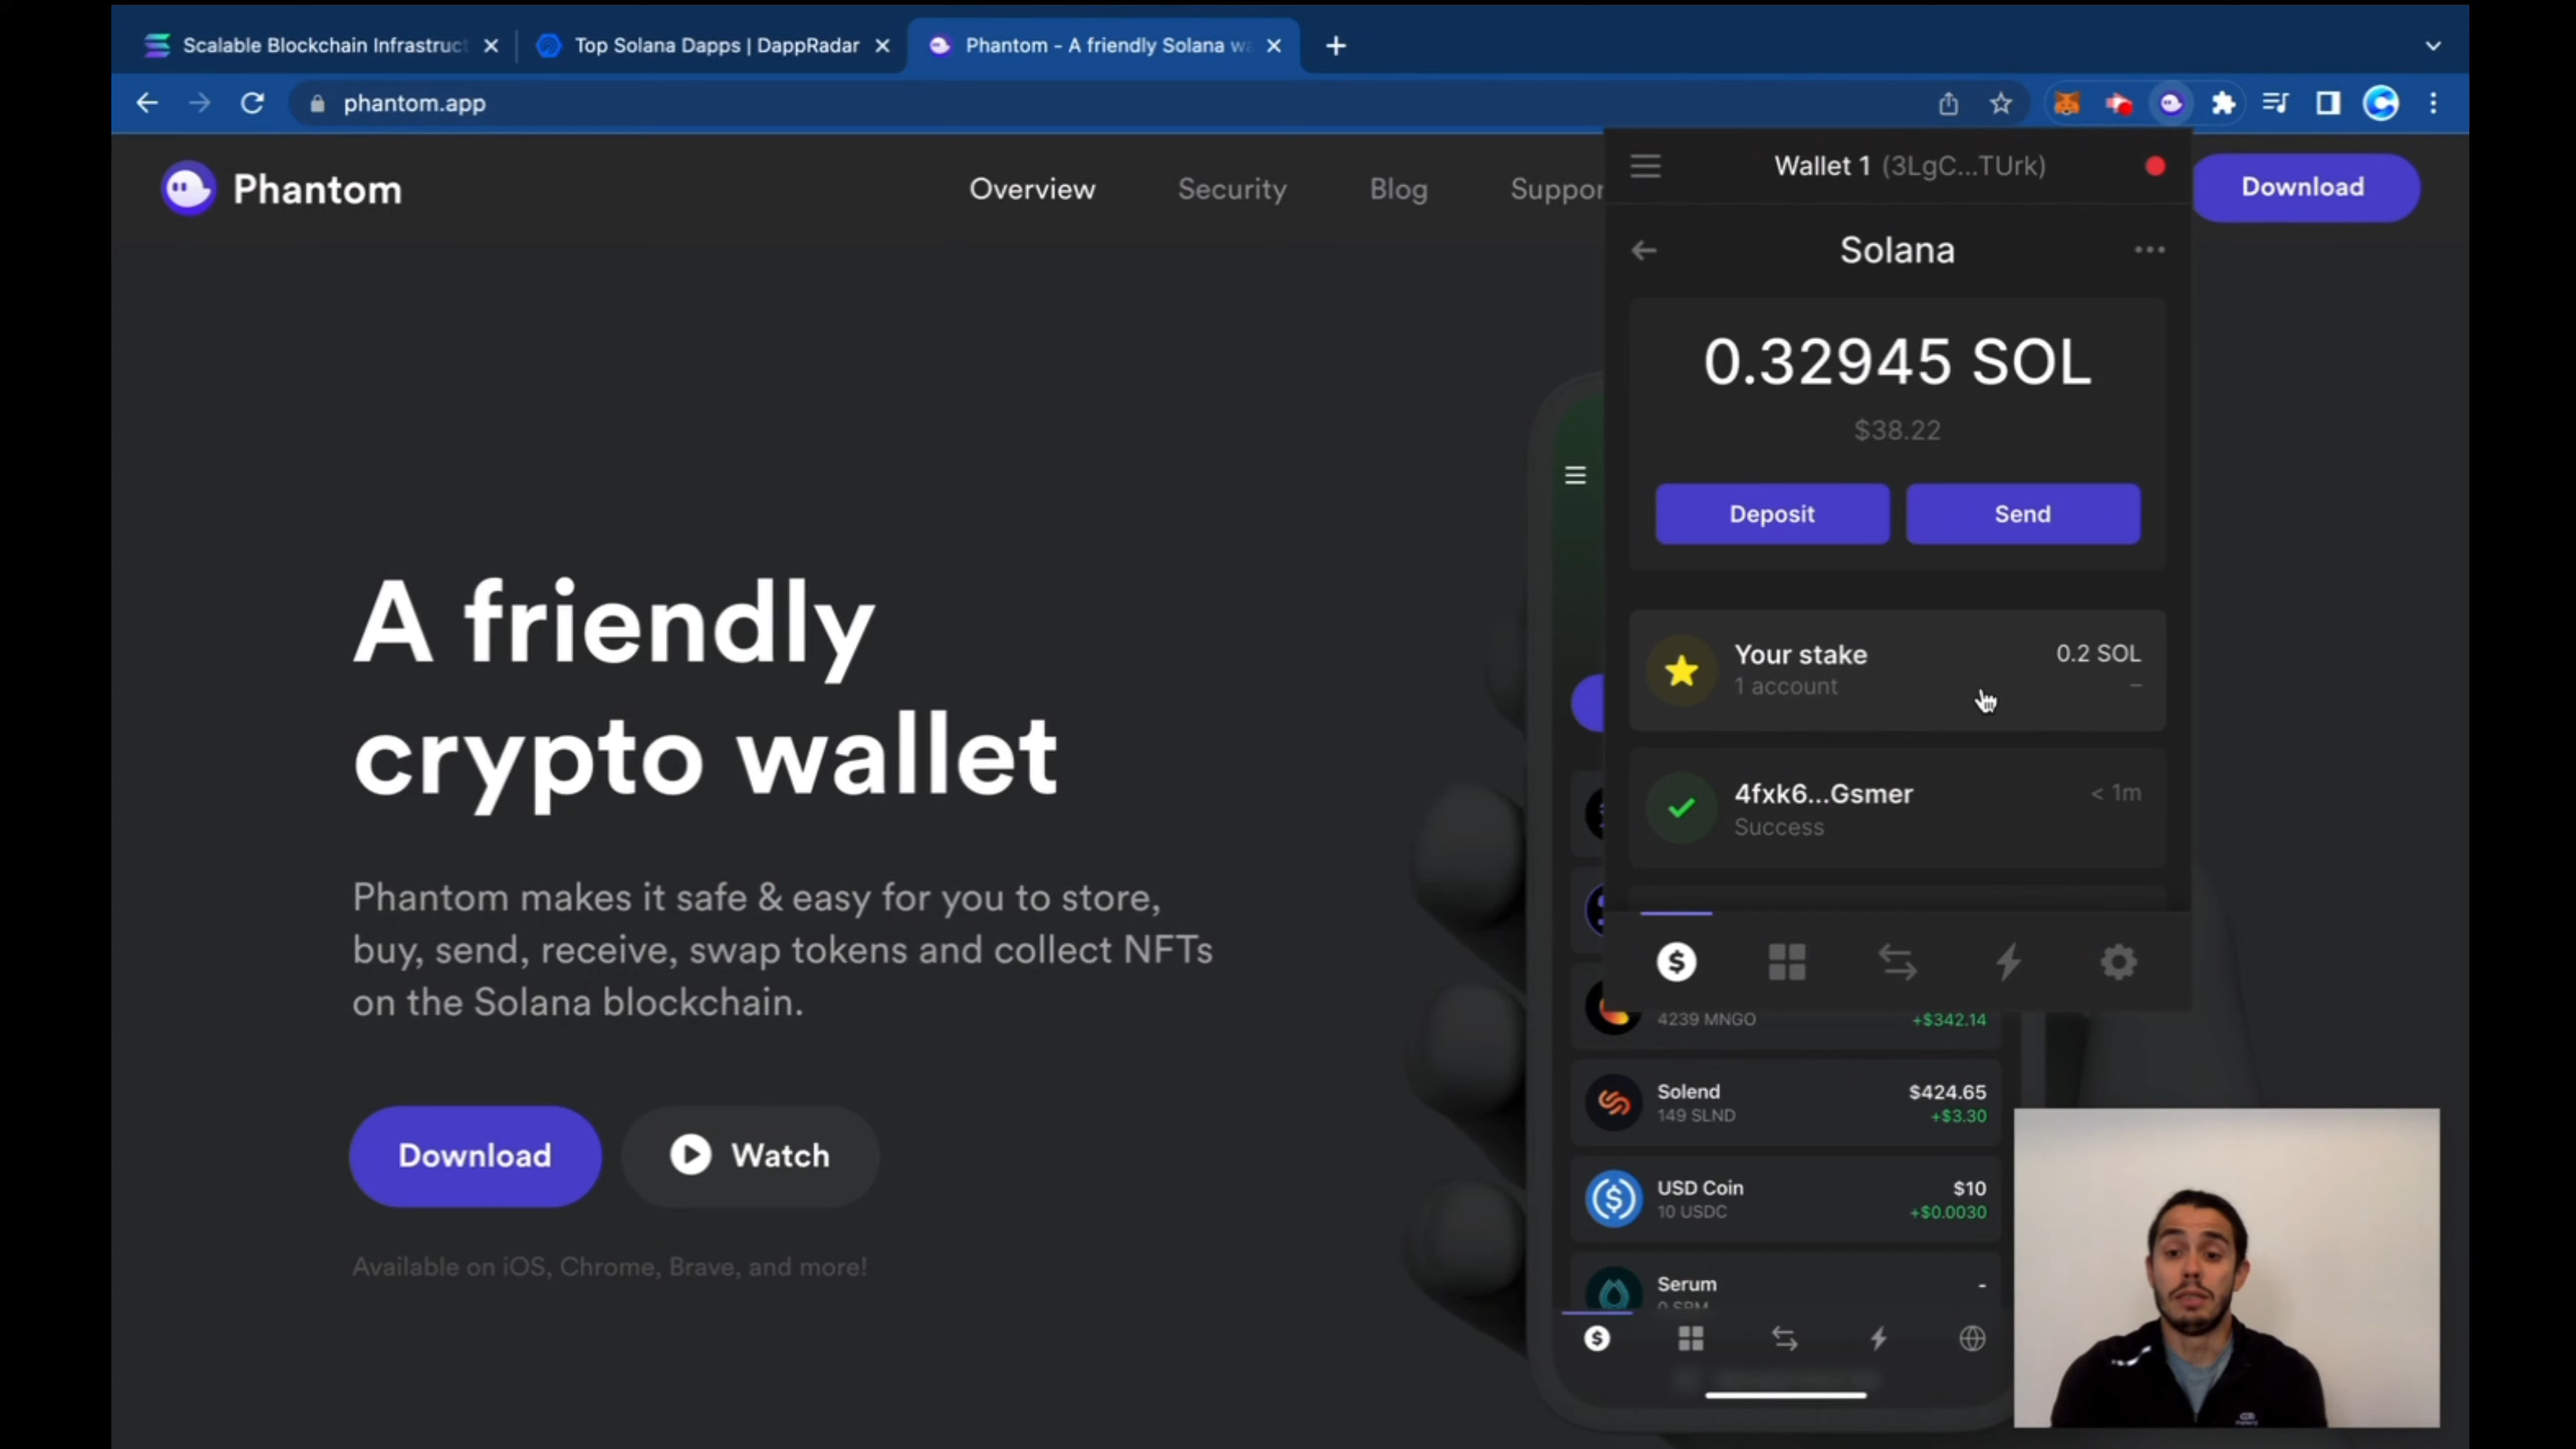 Scalable Blockchain Infrastruct
Top Solana Dapps | DappRadar
Phantom - A friendly Solana wa
phantom.app
Phantom
Overview
Security
Blog
Suppor
Download
Wallet 1 (3LgC...TUrk)
Solana
0.32945 SOL
$38.22
Deposit
Send
Your stake
0.2 SOL
1 account
–
4fxk6...Gsmer
< 1m
Success
A friendly
crypto wallet
Phantom makes it safe & easy for you to store,
buy, send, receive, swap tokens and collect NFTs
on the Solana blockchain.
Download
Watch
Available on iOS, Chrome, Brave, and more!
4239 MNGO
+$342.14
Solend
$424.65
149 SLND
+$3.30
USD Coin
$10
10 USDC
+$0.0030
Serum
-